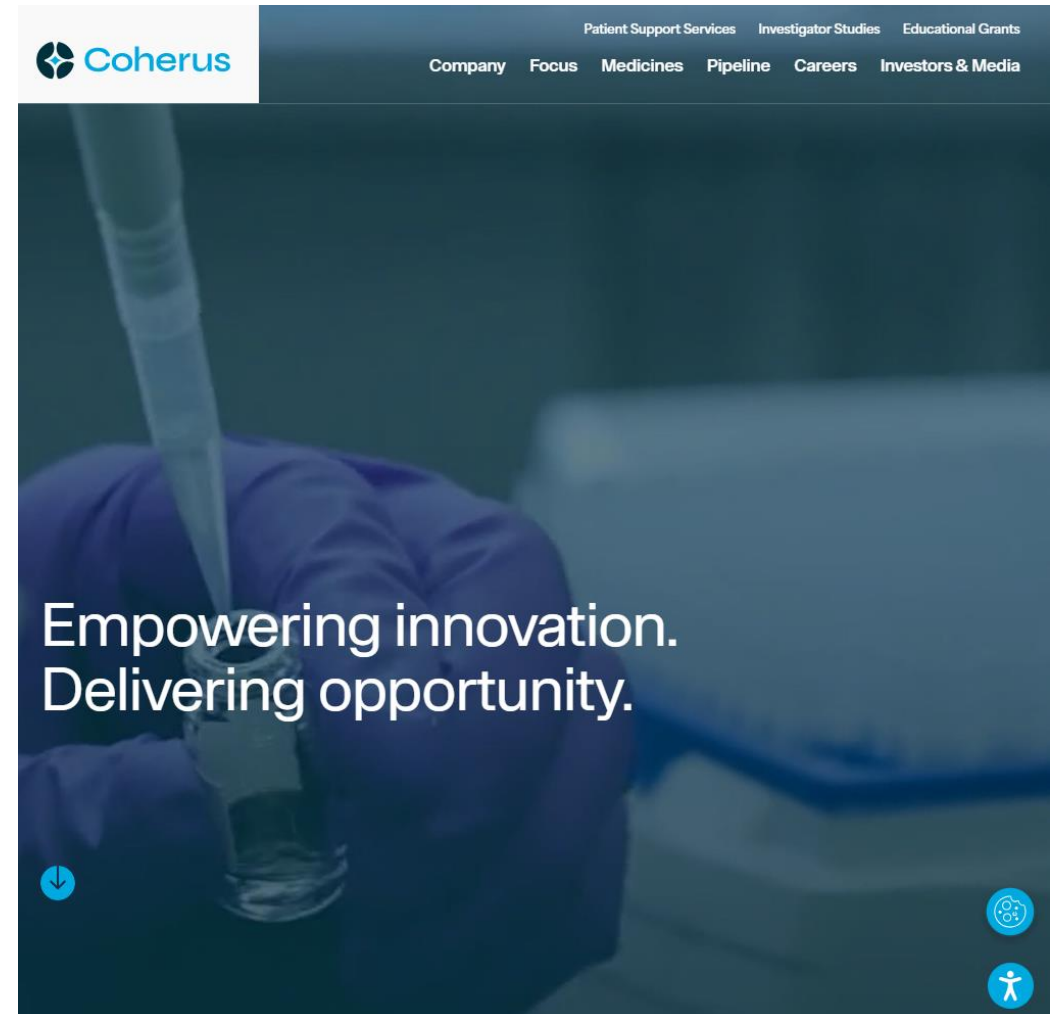 Patient Support Services Investigator Studies Educational Grants
Coherus
Company Focus Medicines Pipeline Careers Investors & Media
Empowering innovation.
Delivering opportunity.